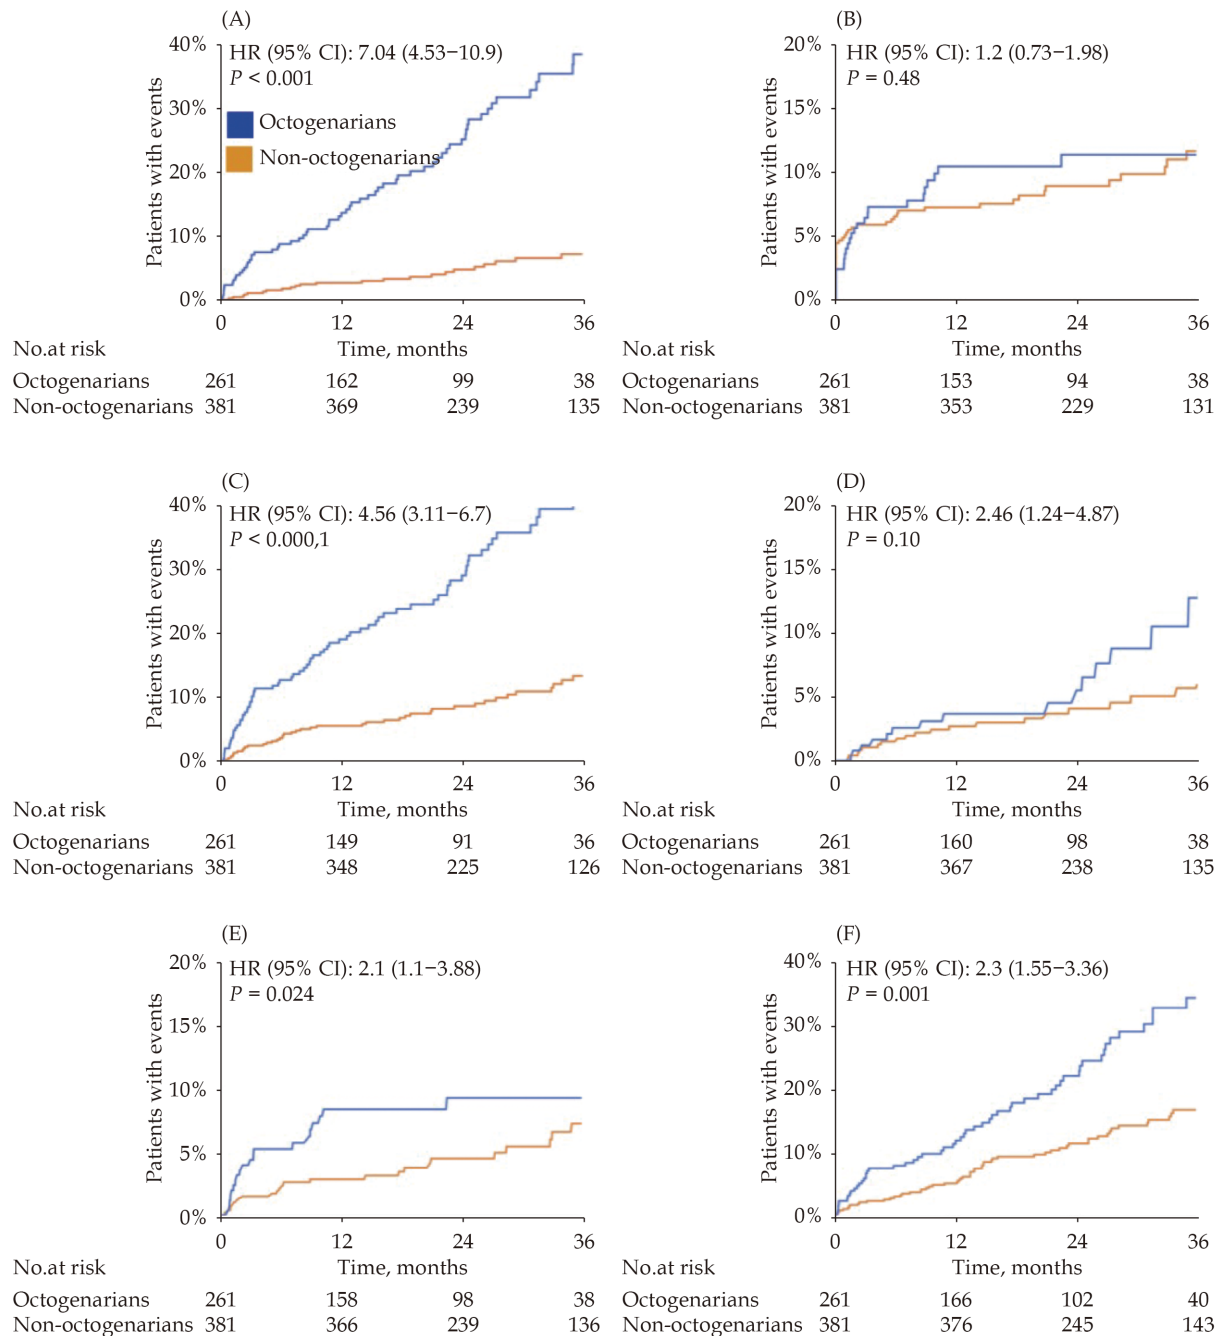 (A)
40%
HR (95% CI): 7.04 (4.53−10.9)
P < 0.001
30%
Octogenarians
Non-octogenarians
20%
10%
0%
Patients with events
0 12 24 36
No.at risk Time, months
Octogenarians 261 162 99 38
Non-octogenarians 381 369 239 135
(B)
20%
HR (95% CI): 1.2 (0.73−1.98)
P = 0.48
15%
10%
5%
0%
Patients with events
0 12 24 36
No.at risk Time, months
Octogenarians 261 153 94 38
Non-octogenarians 381 353 229 131
(C)
40%
HR (95% CI): 4.56 (3.11−6.7)
P < 0.000,1
30%
20%
10%
0%
Patients with events
0 12 24 36
No.at risk Time, months
Octogenarians 261 149 91 36
Non-octogenarians 381 348 225 126
(D)
20%
HR (95% CI): 2.46 (1.24−4.87)
P = 0.10
15%
10%
5%
0%
Patients with events
0 12 24 36
No.at risk Time, months
Octogenarians 261 160 98 38
Non-octogenarians 381 367 238 135
(E)
20%
HR (95% CI): 2.1 (1.1−3.88)
P = 0.024
15%
10%
5%
0%
Patients with events
0 12 24 36
No.at risk Time, months
Octogenarians 261 158 98 38
Non-octogenarians 381 366 239 136
(F)
40%
HR (95% CI): 2.3 (1.55−3.36)
P = 0.001
30%
20%
10%
0%
Patients with events
0 12 24 36
No.at risk Time, months
Octogenarians 261 166 102 40
Non-octogenarians 381 376 245 143